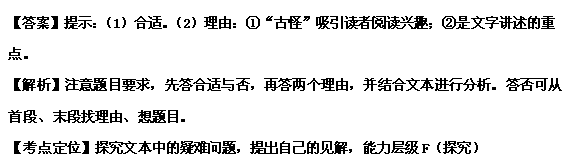 【答案】提示：（1）合适。（2）理由：①“古怪”吸引读者阅读兴趣；②是文字讲述的重
点。
【解析】注意题目要求，先答合适与否，再答两个理由，并结合文本进行分析。答否可从
首段、末段找理由、想题目。
【考点定位】探究文本中的疑难问题，提出自己的见解，能力层级 F（探究）